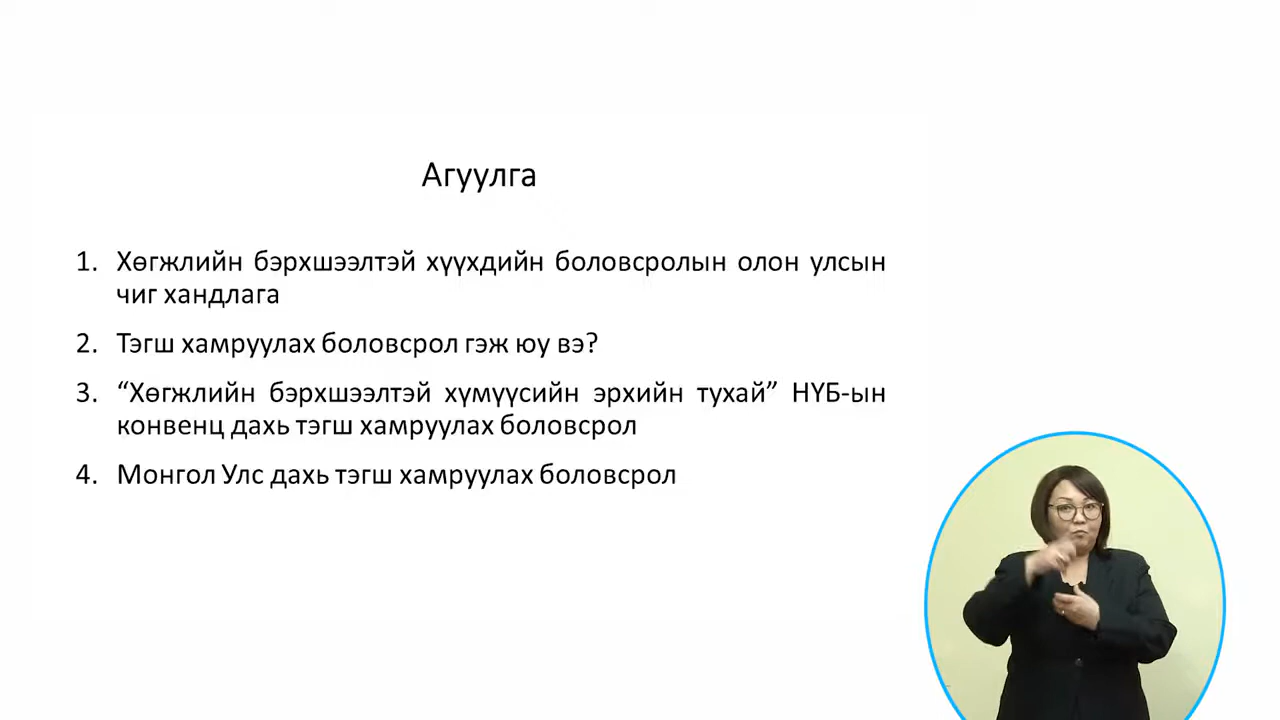 Агуулга
1. Хөгжлийн бэрхшээлтэй хүүхдийн боловсролын олон улсын
чиг хандлага
2. Тэгш хамруулах боловсрол гэж юу вэ?
3. “Хөгжлийн бэрхшээлтэй хүмүүсийн эрхийн тухай” НҮБ-ын
конвенц дахь тэгш хамруулах боловсрол
4. Монгол Улс дахь тэгш хамруулах боловсрол